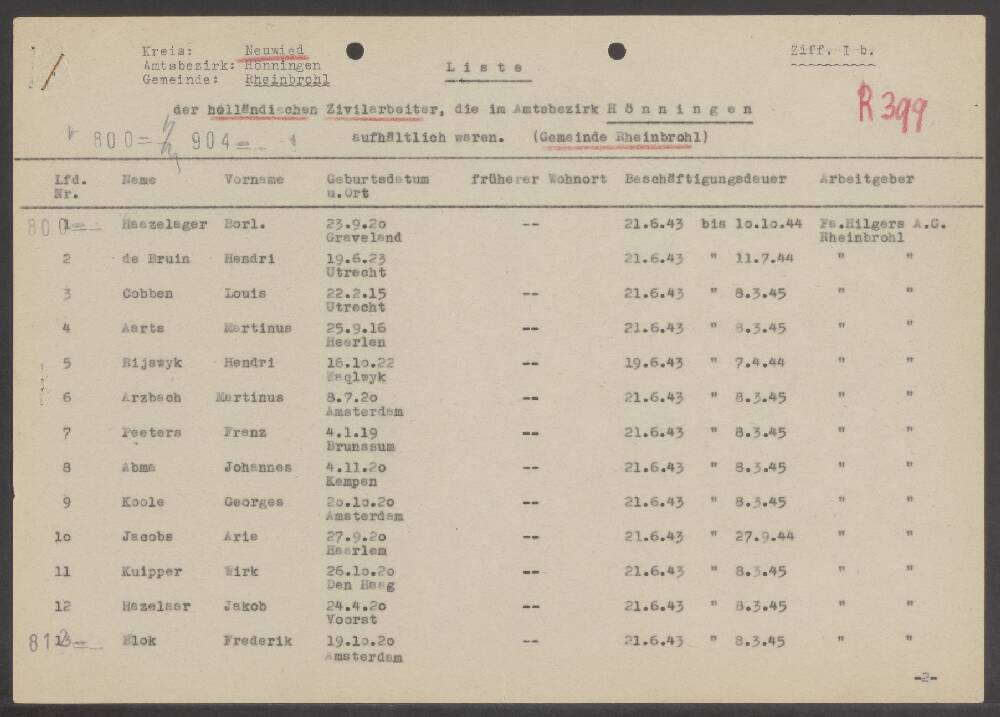 Kreis: Neuwied
Amtsbezirk: Hönningen
Gemeinde: Rheinbrohl
Ziff. I b.
Liste
R 399
der holländischen Zivilarbeiter, die im Amtsbezirk Hönningen
aufhältlich waren. (Gemeinde Rheinbrohl)
800= 904=
Lfd. Nr. Name Vorname Geburtsdatum u.Ort früherer Wohnort Beschäftigungsdauer Arbeitgeber
800= 1 Haazelager Borl. 23.9.20 -- 21.6.43 bis 10.10.44 Fa.Hilgers A.G.
Graveland Rheinbrohl
2 de Bruin Hendri 19.6.23 21.6.43 " 11.7.44 " "
Utrecht
3 Cobben Louis 22.2.15 -- 21.6.43 " 8.3.45 " "
Utrecht
4 Aarts Martinus 25.9.16 -- 21.6.43 " 8.3.45 " "
Heerlen
5 Rijswyk Hendri 16.10.22 -- 19.6.43 " 7.4.44 " "
6 Arzbach Martinus 8.7.20 -- 21.6.43 " 8.3.45 " "
Amsterdam
7 Peeters Franz 4.1.19 -- 21.6.43 " 8.3.45 " "
Brunssum
8 Abma Johannes 4.11.20 -- 21.6.43 " 8.3.45 " "
Kampen
9 Koole Georges 20.10.20 -- 21.6.43 " 8.3.45 " "
Amsterdam
10 Jacobs Arie 27.9.20 -- 21.6.43 " 27.9.44 " "
Haarlem
11 Kuipper Wirk 26.10.20 -- 21.6.43 " 8.3.45 " "
Den Haag
12 Hazelaar Jakob 24.4.20 -- 21.6.43 " 8.3.45 " "
Voorst
13 Blok Frederik 19.10.20 -- 21.6.43 " 8.3.45 " "
Amsterdam
-2-